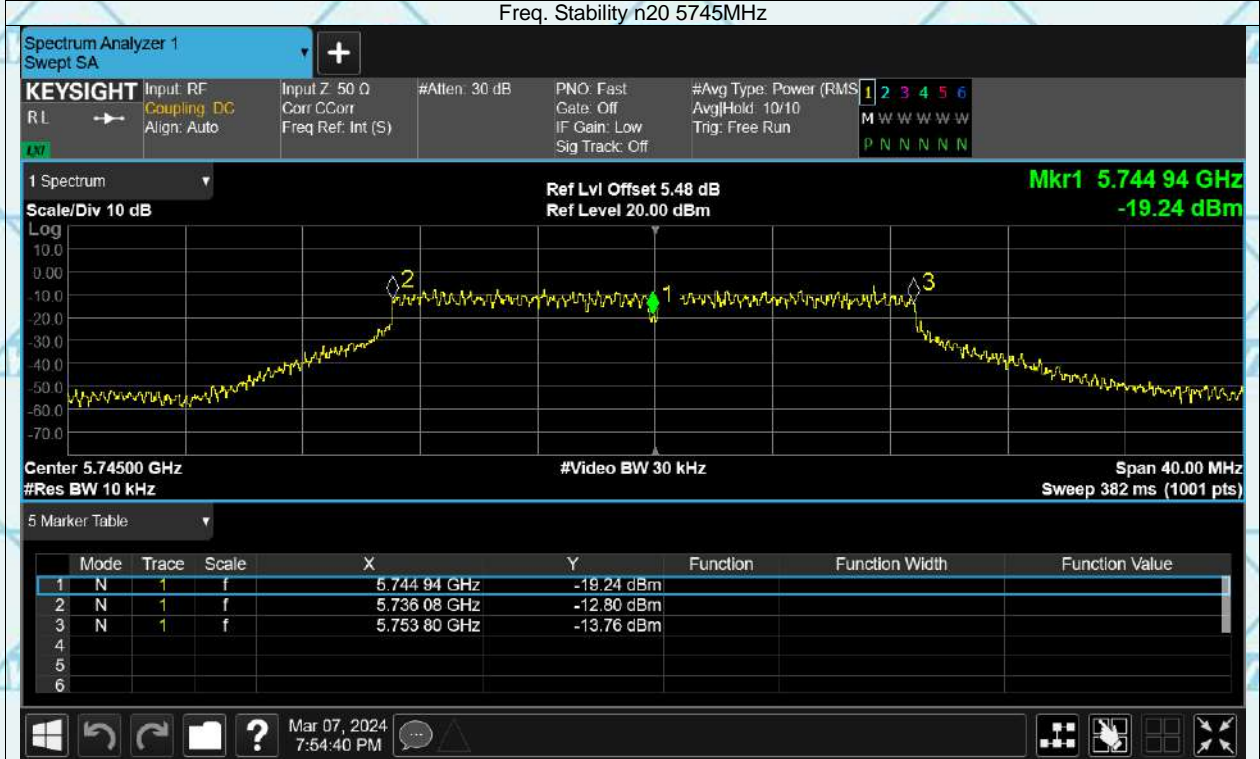 Freq. Stability n20 5745MHz
Spectrum Analyzer 1
Swept SA
+
KEYSIGHT Input: RF Input Z: 50 Ω #Atten: 30 dB PNO: Fast #Avg Type: Power (RMS 1 2 3 4 5 6
RL Coupling: DC Corr CCorr Gate: Off Avg|Hold: 10/10 M W W W W W
Align: Auto Freq Ref: Int (S) IF Gain: Low Trig: Free Run
LXI Sig Track: Off P N N N N N
1 Spectrum Ref Lvl Offset 5.48 dB Mkr1 5.744 94 GHz
Scale/Div 10 dB Ref Level 20.00 dBm -19.24 dBm
Log
10.0
0.00
-10.0
-20.0
-30.0
-40.0
-50.0
-60.0
-70.0
2
1
3
Center 5.74500 GHz #Video BW 30 kHz Span 40.00 MHz
#Res BW 10 kHz Sweep 382 ms (1001 pts)
5 Marker Table
Mode Trace Scale X Y Function Function Width Function Value
1 N 1 f 5.744 94 GHz -19.24 dBm
2 N 1 f 5.736 08 GHz -12.80 dBm
3 N 1 f 5.753 80 GHz -13.76 dBm
4
5
6
? Mar 07, 2024
7:54:40 PM